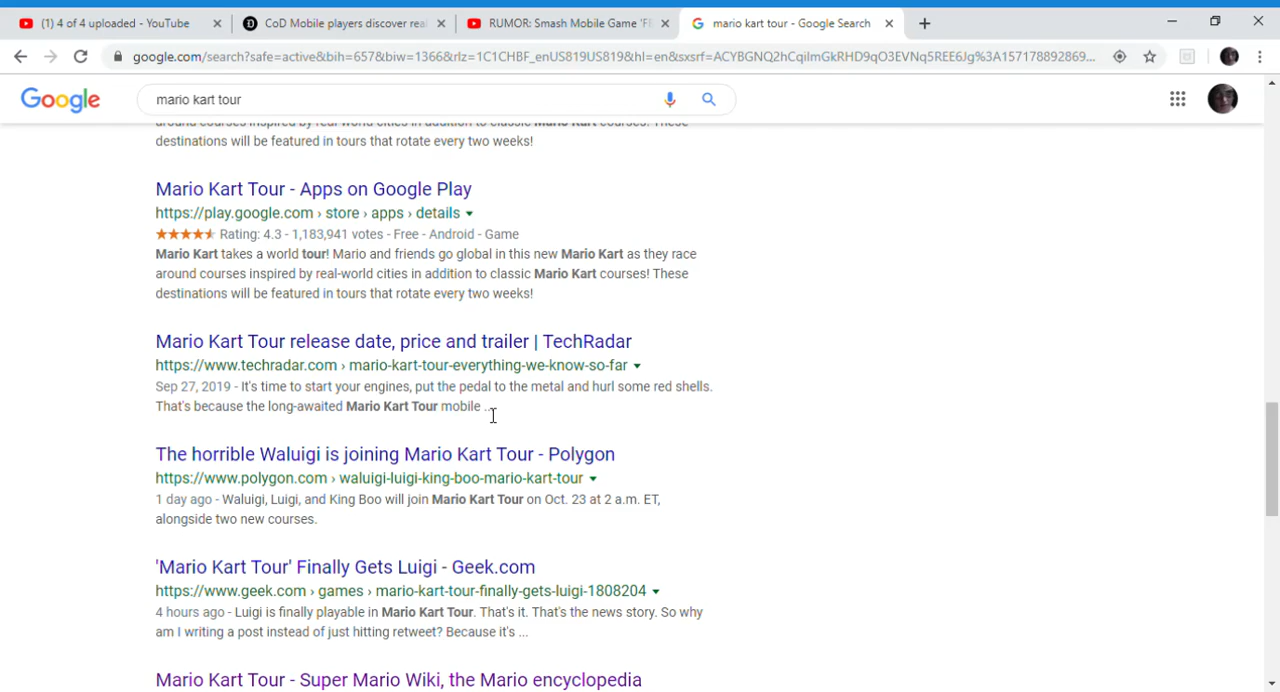 (1) 4 of 4 uploaded - YouTube
CoD Mobile players discover rea
RUMOR: Smash Mobile Game 'F
mario kart tour - Google Search
google.com/search?safe=active&bih=657&biw=1366&rlz=1C1CHBF_enUS819US819&hl=en&sxsrf=ACYBGNQ2hCqilmGkRHD9qO3EVNq5REE6Jg%3A157178892869...
Google
mario kart tour
around courses inspired by real-world cities in addition to classic Mario Kart courses! These
destinations will be featured in tours that rotate every two weeks!
Mario Kart Tour - Apps on Google Play
https://play.google.com › store › apps › details
Rating: 4.3 - 1,183,941 votes - Free - Android - Game
Mario Kart takes a world tour! Mario and friends go global in this new Mario Kart as they race
around courses inspired by real-world cities in addition to classic Mario Kart courses! These
destinations will be featured in tours that rotate every two weeks!
Mario Kart Tour release date, price and trailer | TechRadar
https://www.techradar.com › mario-kart-tour-everything-we-know-so-far
Sep 27, 2019 - It's time to start your engines, put the pedal to the metal and hurl some red shells.
That's because the long-awaited Mario Kart Tour mobile ...
The horrible Waluigi is joining Mario Kart Tour - Polygon
https://www.polygon.com › waluigi-luigi-king-boo-mario-kart-tour
1 day ago - Waluigi, Luigi, and King Boo will join Mario Kart Tour on Oct. 23 at 2 a.m. ET,
alongside two new courses.
'Mario Kart Tour' Finally Gets Luigi - Geek.com
https://www.geek.com › games › mario-kart-tour-finally-gets-luigi-1808204
4 hours ago - Luigi is finally playable in Mario Kart Tour. That's it. That's the news story. So why
am I writing a post instead of just hitting retweet? Because it's ...
Mario Kart Tour - Super Mario Wiki, the Mario encyclopedia